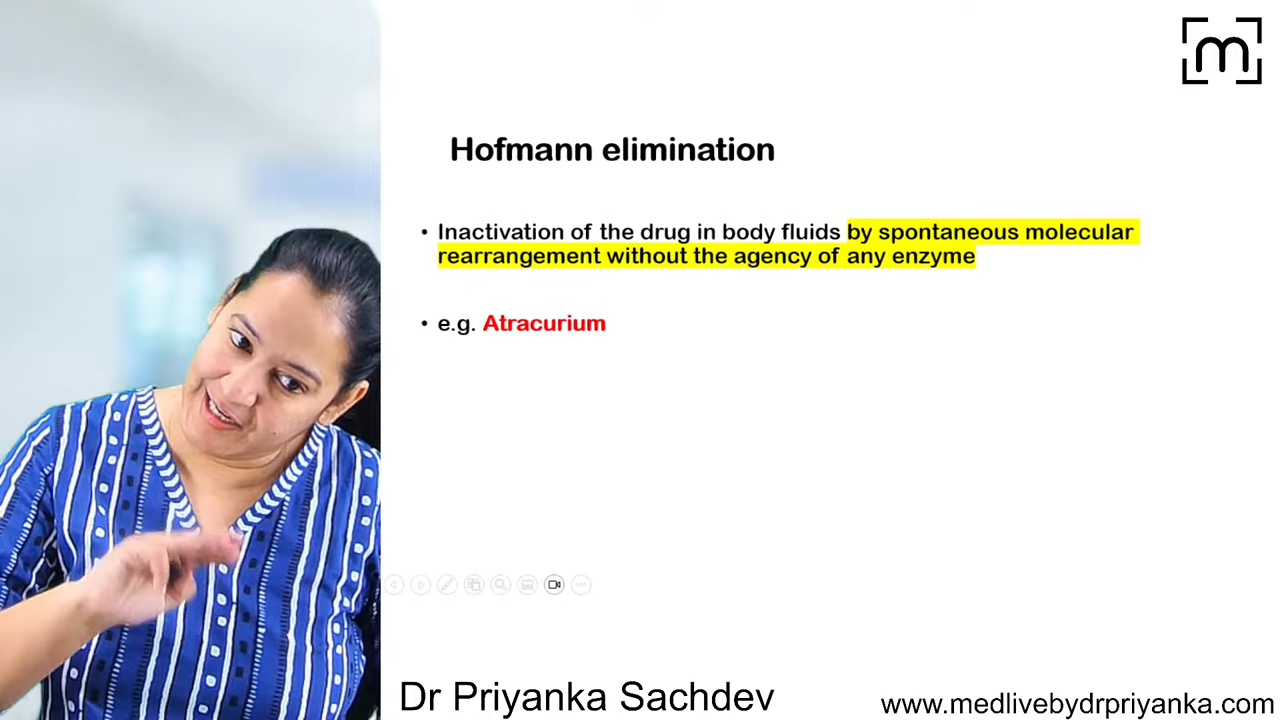 Hofmann elimination
• Inactivation of the drug in body fluids by spontaneous molecular
rearrangement without the agency of any enzyme
• e.g. Atracurium
Dr Priyanka Sachdev
www.medlivebydrpriyanka.com
m